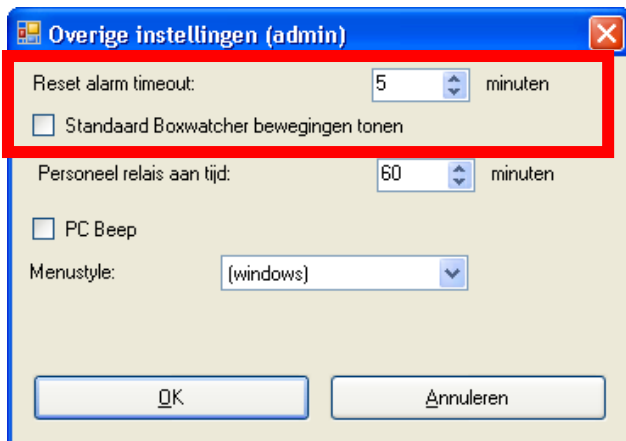 Overige instellingen (admin)
Reset alarm timeout: 5 minuten
Standaard Boxwatcher bewegingen tonen
Personeel relais aan tijd: 60 minuten
PC Beep
Menustyle: (windows)
OK Annuleren